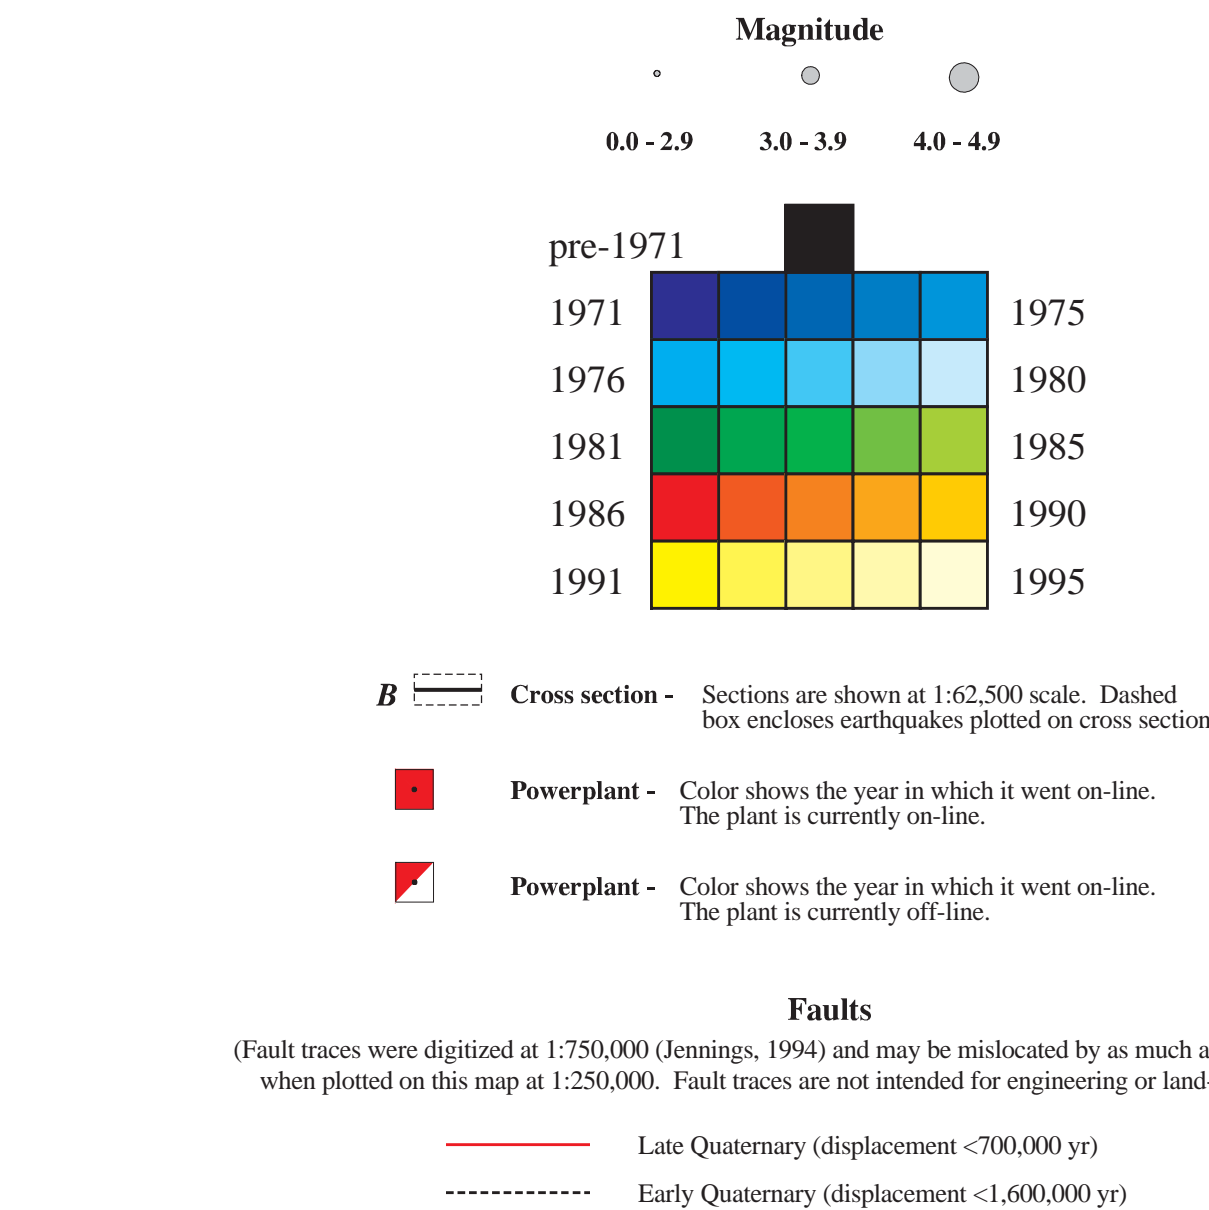 Magnitude
0.0 - 2.9 3.0 - 3.9 4.0 - 4.9
pre-1971
1971 1975
1976 1980
1981 1985
1986 1990
1991 1995
B Cross section - Sections are shown at 1:62,500 scale. Dashed
box encloses earthquakes plotted on cross section
Powerplant - Color shows the year in which it went on-line.
The plant is currently on-line.
Powerplant - Color shows the year in which it went on-line.
The plant is currently off-line.
Faults
(Fault traces were digitized at 1:750,000 (Jennings, 1994) and may be mislocated by as much a
when plotted on this map at 1:250,000. Fault traces are not intended for engineering or land-
Late Quaternary (displacement <700,000 yr)
Early Quaternary (displacement <1,600,000 yr)